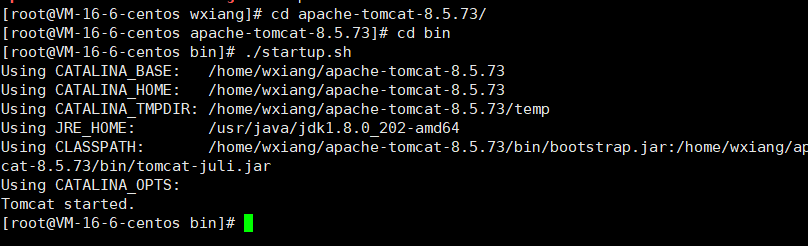 [root@VM-16-6-centos wxiang]# cd apache-tomcat-8.5.73/
[root@VM-16-6-centos apache-tomcat-8.5.73]# cd bin
[root@VM-16-6-centos bin]# ./startup.sh
Using CATALINA_BASE:   /home/wxiang/apache-tomcat-8.5.73
Using CATALINA_HOME:   /home/wxiang/apache-tomcat-8.5.73
Using CATALINA_TMPDIR: /home/wxiang/apache-tomcat-8.5.73/temp
Using JRE_HOME:        /usr/java/jdk1.8.0_202-amd64
Using CLASSPATH:       /home/wxiang/apache-tomcat-8.5.73/bin/bootstrap.jar:/home/wxiang/ap
cat-8.5.73/bin/tomcat-juli.jar
Using CATALINA_OPTS:
Tomcat started.
[root@VM-16-6-centos bin]#